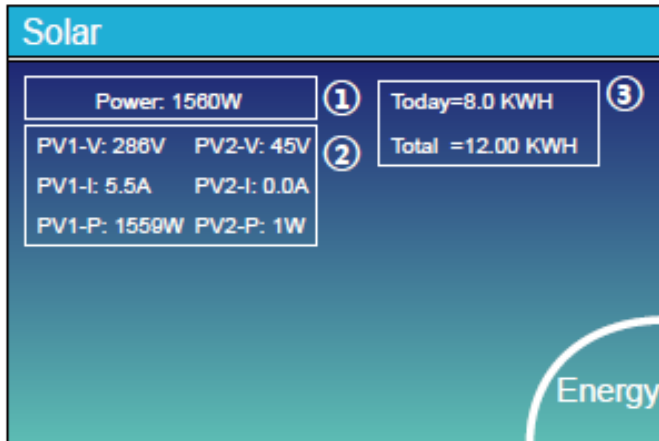 Solar
Power: 1560W
①
PV1-V: 286V PV2-V: 45V
②
PV1-I: 5.5A PV2-I: 0.0A
PV1-P: 1559W PV2-P: 1W
Today=8.0 KWH
③
Total =12.00 KWH
Energy